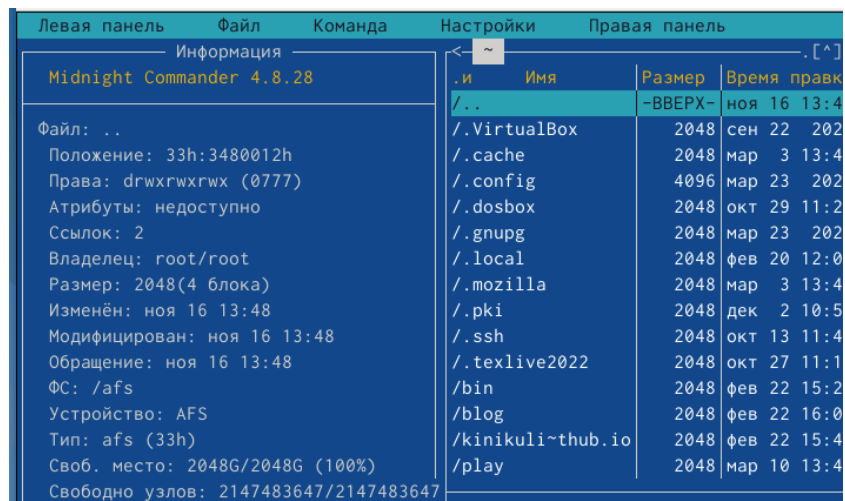 Левая панель Файл Команда Настройки Правая панель
Информация
Midnight Commander 4.8.28
Файл: ..
Положение: 33h:3480012h
Права: drwxrwxrwx (0777)
Атрибуты: недоступно
Ссылок: 2
Владелец: root/root
Размер: 2048(4 блока)
Изменён: ноя 16 13:48
Модифицирован: ноя 16 13:48
Обращение: ноя 16 13:48
ФС: /afs
Устройство: AFS
Тип: afs (33h)
Своб. место: 2048G/2048G (100%)
Свободно узлов: 2147483647/2147483647
<- ~ .[^]
.и Имя Размер Время правк
/.. -ВВЕРХ- ноя 16 13:4
/.VirtualBox 2048 сен 22 202
/.cache 2048 мар 3 13:4
/.config 4096 мар 23 202
/.dosbox 2048 окт 29 11:2
/.gnupg 2048 мар 23 202
/.local 2048 фев 20 12:0
/.mozilla 2048 мар 3 13:4
/.pki 2048 дек 2 10:5
/.ssh 2048 окт 13 11:4
/.texlive2022 2048 окт 27 11:1
/bin 2048 фев 22 15:2
/blog 2048 фев 22 16:0
/kinikuli~thub.io 2048 фев 22 15:4
/play 2048 мар 10 13:4